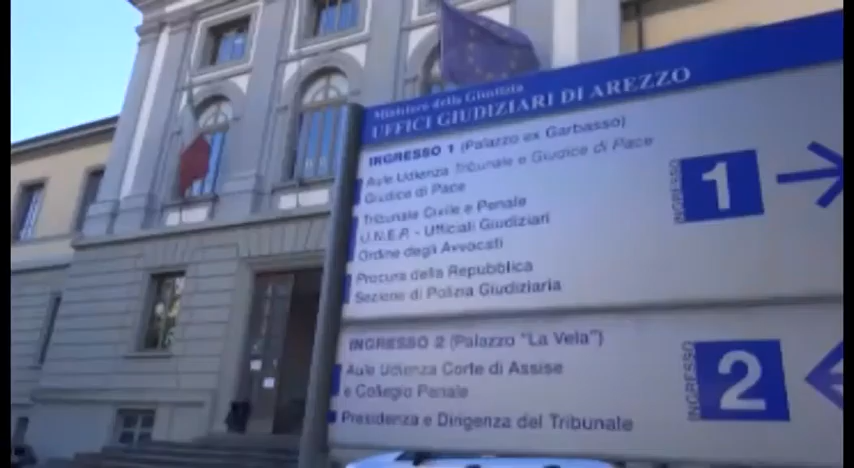 Ministero della Giustizia
UFFICI GIUDIZIARI DI AREZZO
INGRESSO 1 (Palazzo ex Garbasso)
Aule Udienza Tribunale e Giudice di Pace
Giudice di Pace
Tribunale Civile e Penale
U.N.E.P. - Ufficiali Giudiziari
Ordine degli Avvocati
Procura della Repubblica
Sezione di Polizia Giudiziaria
INGRESSO 1
INGRESSO 2 (Palazzo "La Vela")
Aule Udienza Corte di Assise
e Collegio Penale
Presidenza e Dirigenza del Tribunale
INGRESSO 2